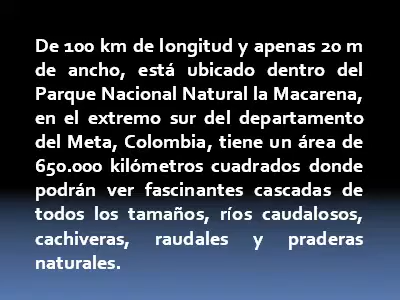 De 100 km de longitud y apenas 20 m
de ancho, está ubicado dentro del
Parque Nacional Natural la Macarena,
en el extremo sur del departamento
del Meta, Colombia, tiene un área de
650.000 kilómetros cuadrados donde
podrán ver fascinantes cascadas de
todos los tamaños, ríos caudalosos,
cachiveras, raudales y praderas
naturales.